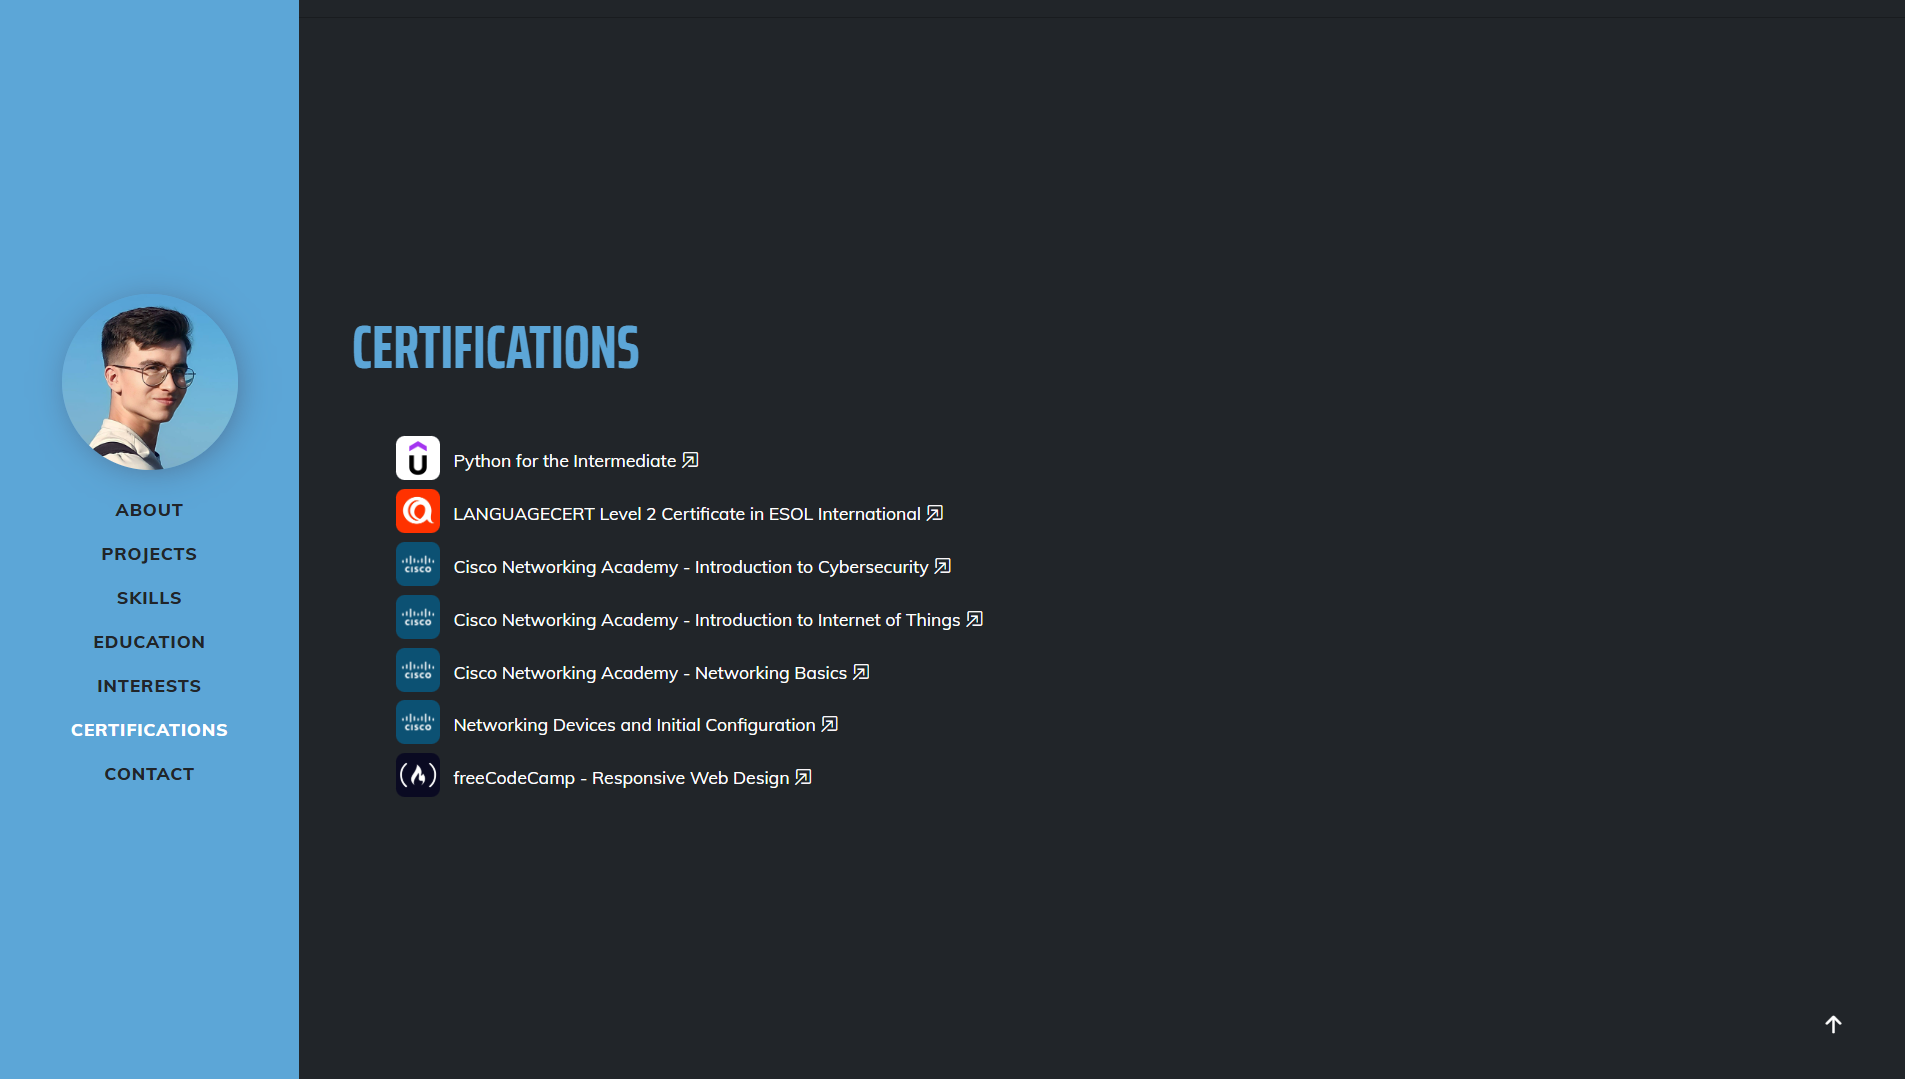 ABOUT
PROJECTS
SKILLS
EDUCATION
INTERESTS
CERTIFICATIONS
CONTACT
CERTIFICATIONS
U Python for the Intermediate
LANGUAGECERT Level 2 Certificate in ESOL International
CISCO Cisco Networking Academy - Introduction to Cybersecurity
CISCO Cisco Networking Academy - Introduction to Internet of Things
CISCO Cisco Networking Academy - Networking Basics
CISCO Networking Devices and Initial Configuration
freeCodeCamp - Responsive Web Design